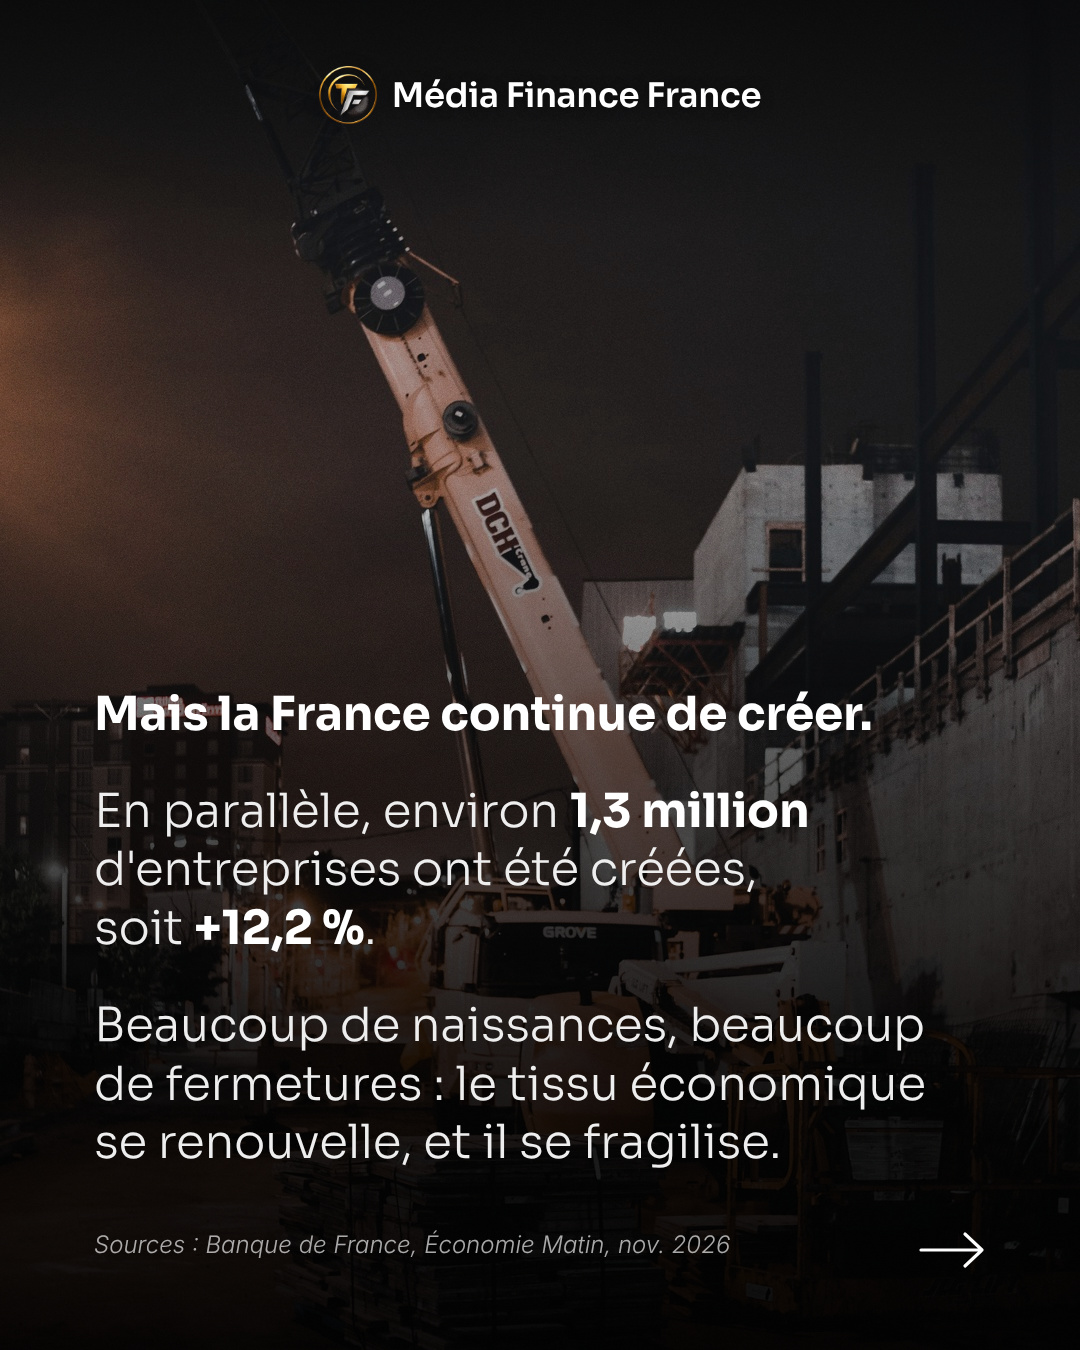 TF Média Finance France
DCH
Crane
Mais la France continue de créer.
En parallèle, environ 1,3 million
d'entreprises ont été créées,
soit +12,2 %.
GROVE
Beaucoup de naissances, beaucoup
de fermetures : le tissu économique
se renouvelle, et il se fragilise.
Sources : Banque de France, Économie Matin, nov. 2026